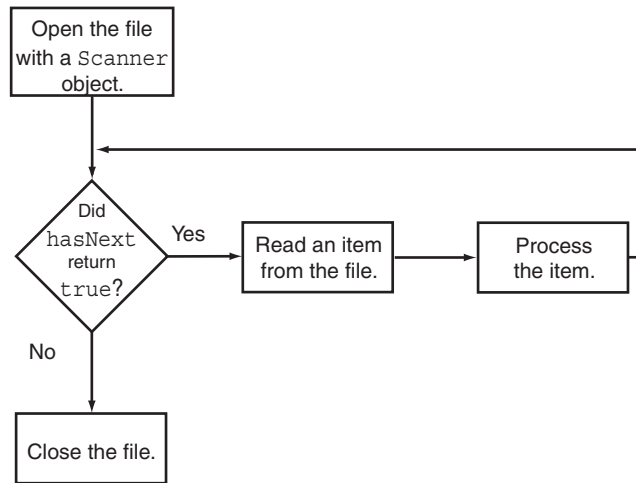 Open the file
with a Scanner
object.
Did
hasNext
return
true?
Yes
Read an item
from the file.
Process
the item.
No
Close the file.